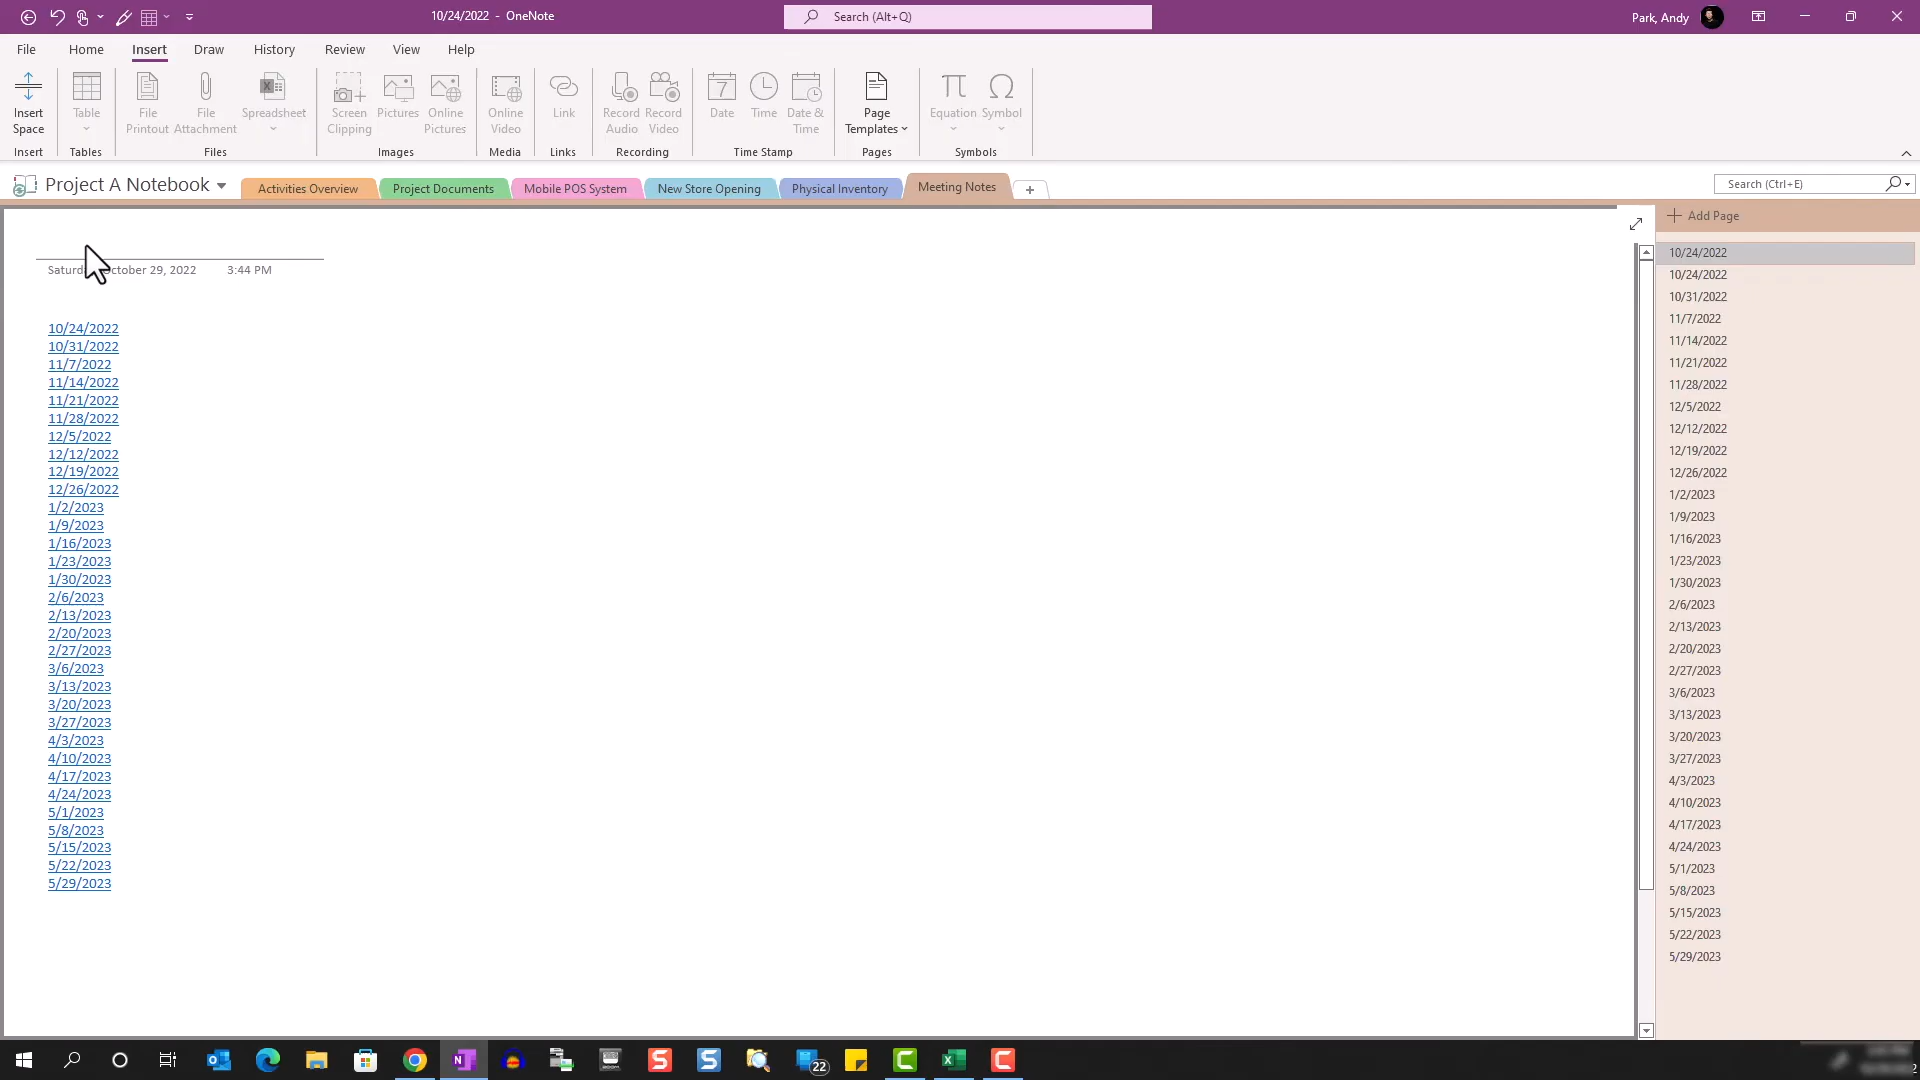 10/24/2022 - OneNote
Search (Alt+Q)
Park, Andy
File Home Insert Draw History Review View Help
Insert Space
Table
File Printout
File Attachment
Spreadsheet
Screen Clipping
Pictures
Online Pictures
Online Video
Link
Record Audio
Record Video
7
Date
Time
Date & Time
Page Templates
π
Equation
Ω
Symbol
Insert Tables Files Images Media Links Recording Time Stamp Pages Symbols
Project A Notebook
Activities Overview
Project Documents
Mobile POS System
New Store Opening
Physical Inventory
Meeting Notes
+
Search (Ctrl+E)
October 29, 2022 3:44 PM
10/24/2022
10/31/2022
11/7/2022
11/14/2022
11/21/2022
11/28/2022
12/5/2022
12/12/2022
12/19/2022
12/26/2022
1/2/2023
1/9/2023
1/16/2023
1/23/2023
1/30/2023
2/6/2023
2/13/2023
2/20/2023
2/27/2023
3/6/2023
3/13/2023
3/20/2023
3/27/2023
4/3/2023
4/10/2023
4/17/2023
4/24/2023
5/1/2023
5/8/2023
5/15/2023
5/22/2023
5/29/2023
Add Page
10/24/2022
10/24/2022
10/31/2022
11/7/2022
11/14/2022
11/21/2022
11/28/2022
12/5/2022
12/12/2022
12/19/2022
12/26/2022
1/2/2023
1/9/2023
1/16/2023
1/23/2023
1/30/2023
2/6/2023
2/13/2023
2/20/2023
2/27/2023
3/6/2023
3/13/2023
3/20/2023
3/27/2023
4/3/2023
4/10/2023
4/17/2023
4/24/2023
5/1/2023
5/8/2023
5/15/2023
5/22/2023
5/29/2023
22